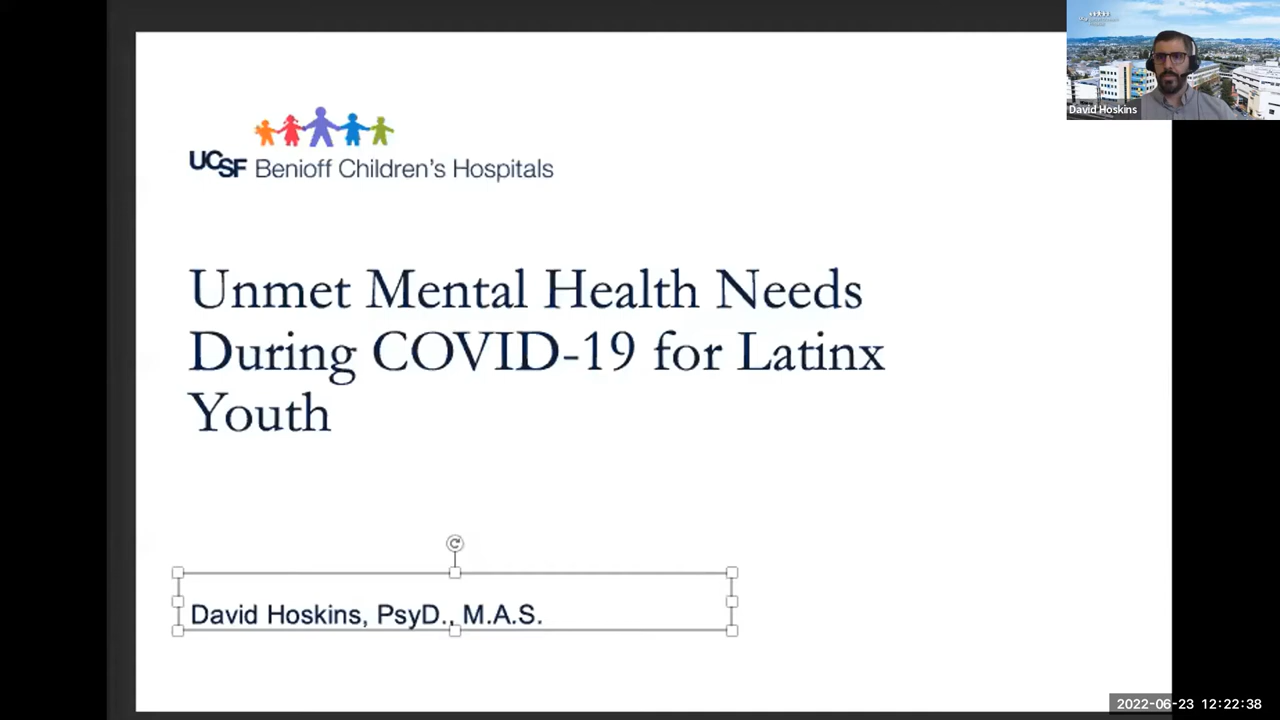 David Hoskins
UCSF Benioff Children's Hospitals
Unmet Mental Health Needs
During COVID-19 for Latinx
Youth
David Hoskins, PsyD., M.A.S.
2022-06-23 12:22:38